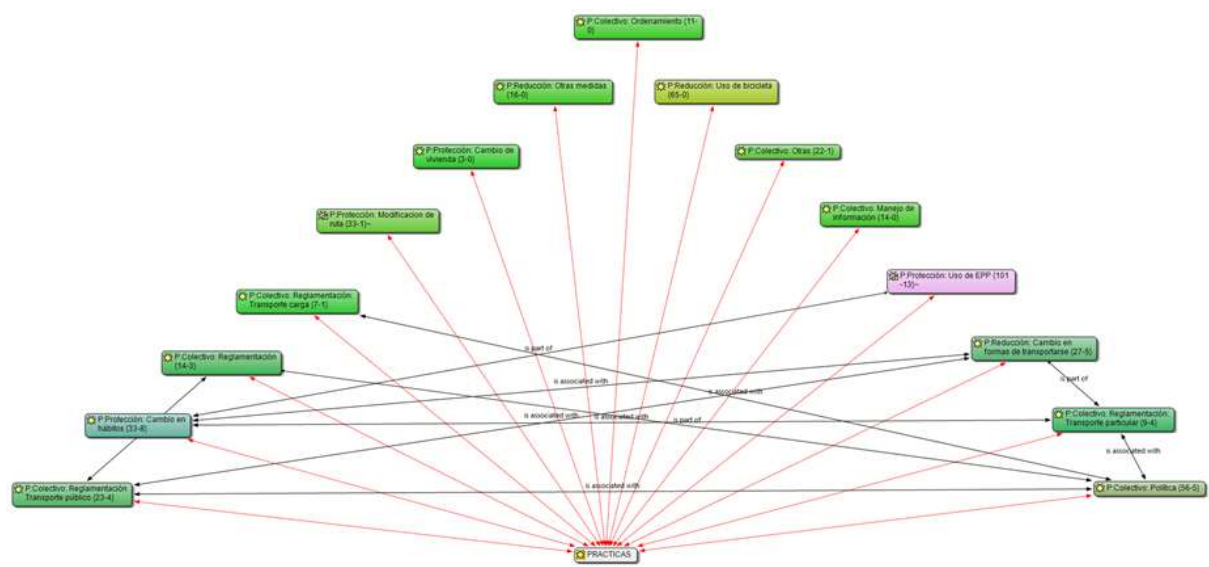 P:Colectivo: Ordenamiento (11-
0)
P:Reducción: Otras medidas
(16-0)
P:Reducción: Uso de bicicleta
(65-0)
P:Protección: Cambio de
vivienda (3-0)
P:Colectivo: Otras (22-1)
P:Protección: Modificacion de
ruta (33-1)~
P:Colectivo: Manejo de
información (14-0)
P:Protección: Uso de EPP (101
-13)~
P:Colectivo: Reglamentación:
Transporte carga (7-1)
P:Reducción: Cambio en
formas de transportarse (27-5)
is part of
P:Colectivo: Reglamentación
(14-3)
is associated with
is part of
is associated with
P:Protección: Cambio en
hábitos (33-8)
is associated with
is associated with
is part of
P:Colectivo: Reglamentación:
Transporte particular (9-4)
is associated with
P:Colectivo: Reglamentación:
Transporte público (23-4)
is associated with
P:Colectivo: Política (56-5)
PRACTICAS